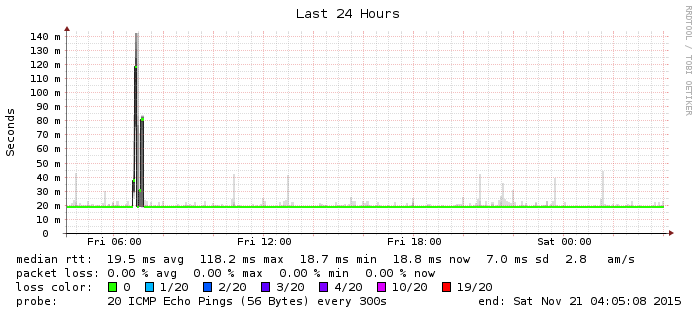 Last 24 Hours
RRDTOOL / TOBI OETIKER
Seconds
140 m
130 m
120 m
110 m
100 m
90 m
80 m
70 m
60 m
50 m
40 m
30 m
20 m
10 m
0
Fri 06:00 Fri 12:00 Fri 18:00 Sat 00:00
median rtt: 19.5 ms avg 118.2 ms max 18.7 ms min 18.8 ms now 7.0 ms sd 2.8 am/s
packet loss: 0.00 % avg 0.00 % max 0.00 % min 0.00 % now
loss color: 0 1/20 2/20 3/20 4/20 10/20 19/20
probe: 20 ICMP Echo Pings (56 Bytes) every 300s end: Sat Nov 21 04:05:08 2015